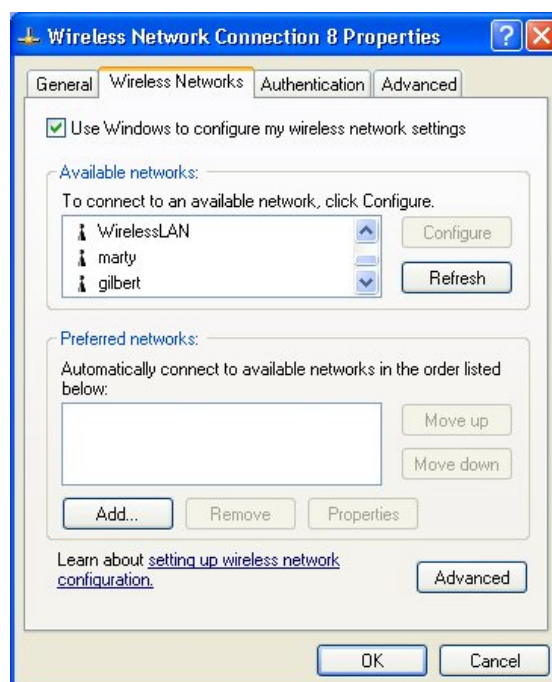 Wireless Network Connection 8 Properties
General Wireless Networks Authentication Advanced
Use Windows to configure my wireless network settings
Available networks:
To connect to an available network, click Configure.
WirelessLAN
marty
gilbert
Configure
Refresh
Preferred networks:
Automatically connect to available networks in the order listed
below:
Move up
Move down
Add... Remove Properties
Learn about setting up wireless network
configuration.
Advanced
OK Cancel